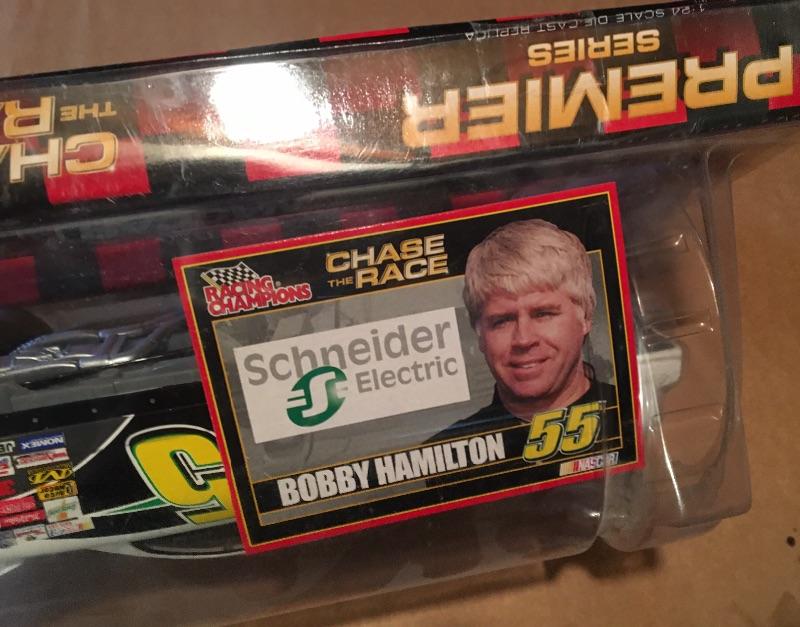 1:24 SCALE DIE CAST REPLICA
PREMIER
SERIES
CHA
THE RA
RACING
CHAMPIONS
CHASE
THE RACE
Schneider
Electric
BOBBY HAMILTON
55
NASCAR
NOMEX